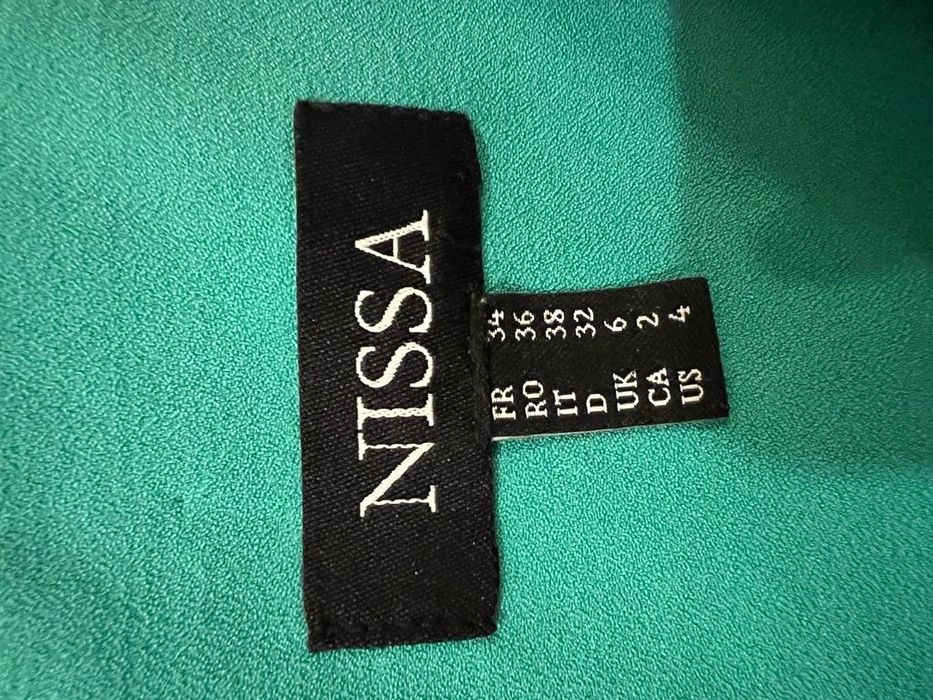 NISSA
FR 34
RO 36
IT 38
D 32
UK 6
CA 2
US 4